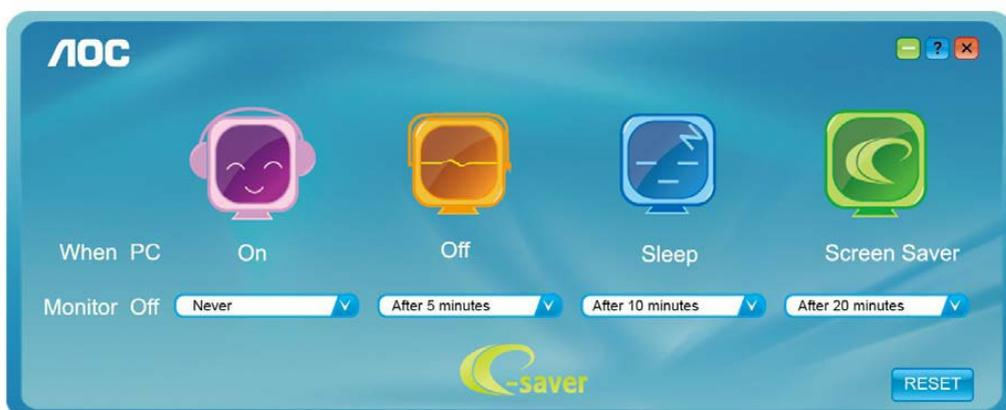 AOC
?
When PC On Off Sleep Screen Saver
Monitor Off Never After 5 minutes After 10 minutes After 20 minutes
e-saver
RESET